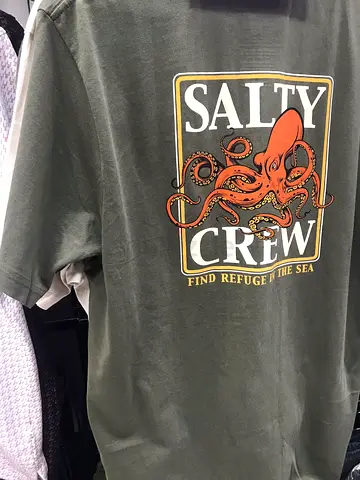 SALTY
CREW
FIND REFUGE IN THE SEA